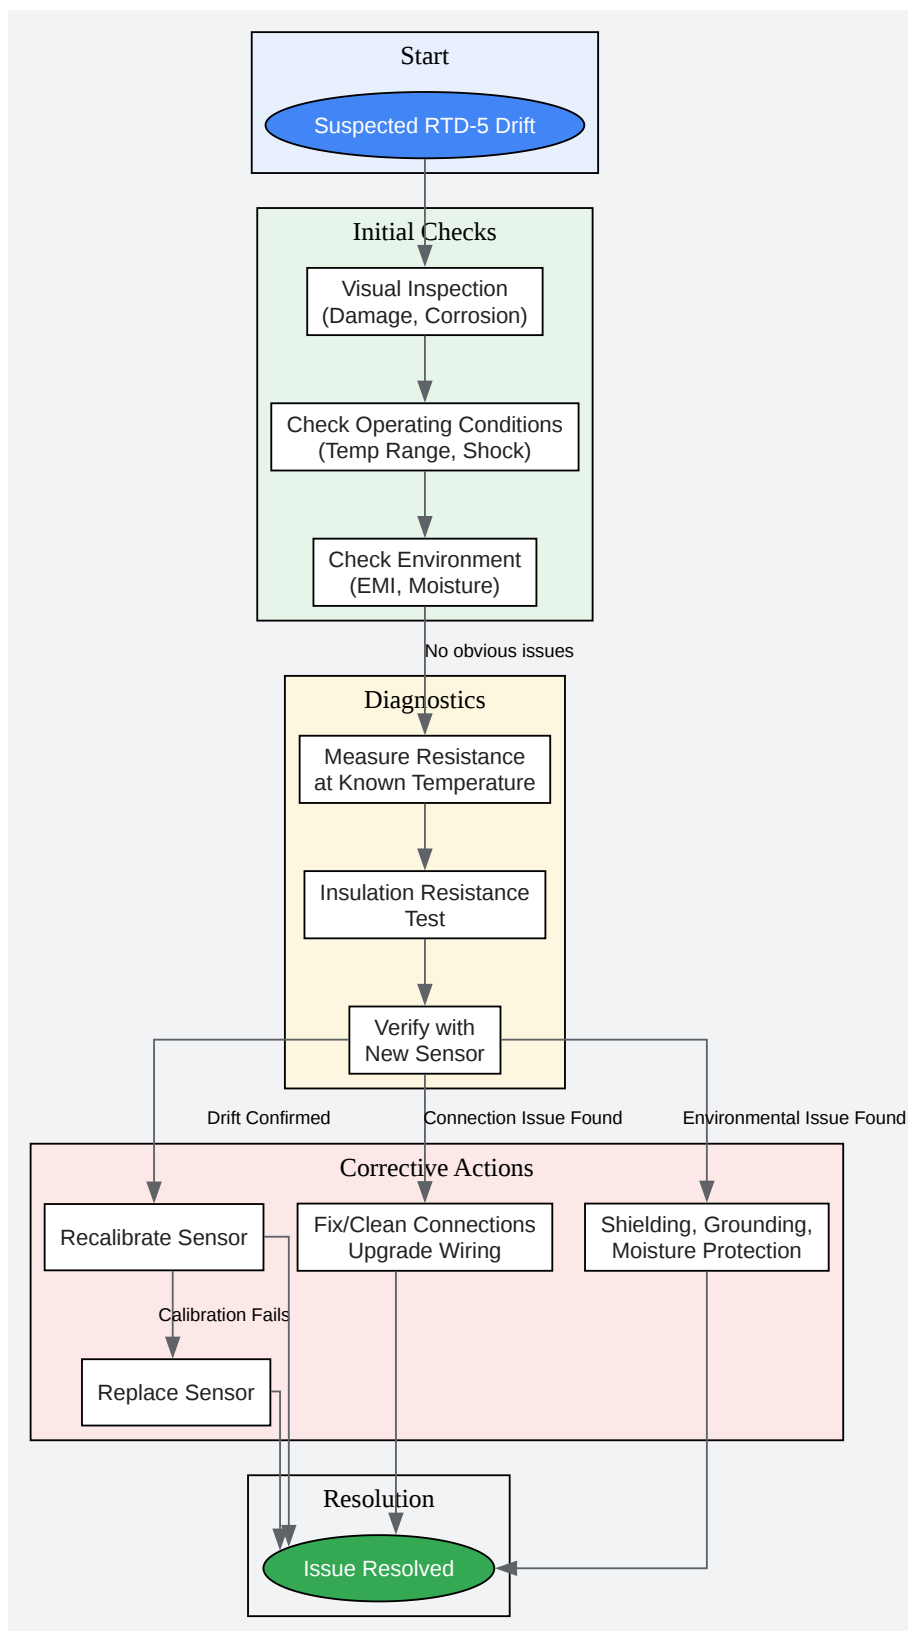 Start
Suspected RTD-5 Drift
Initial Checks
Visual Inspection
(Damage, Corrosion)
Check Operating Conditions
(Temp Range, Shock)
Check Environment
(EMI, Moisture)
No obvious issues
Diagnostics
Measure Resistance
at Known Temperature
Insulation Resistance
Test
Verify with
New Sensor
Drift Confirmed
Connection Issue Found
Environmental Issue Found
Corrective Actions
Recalibrate Sensor
Fix/Clean Connections
Upgrade Wiring
Shielding, Grounding,
Moisture Protection
Calibration Fails
Replace Sensor
Resolution
Issue Resolved